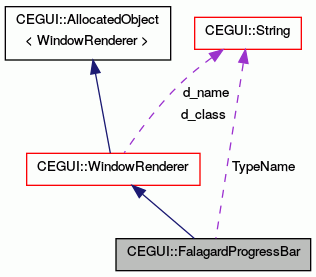 CEGUI::AllocatedObject
< WindowRenderer >
CEGUI::String
d_name
d_class
CEGUI::WindowRenderer
TypeName
CEGUI::FalagardProgressBar